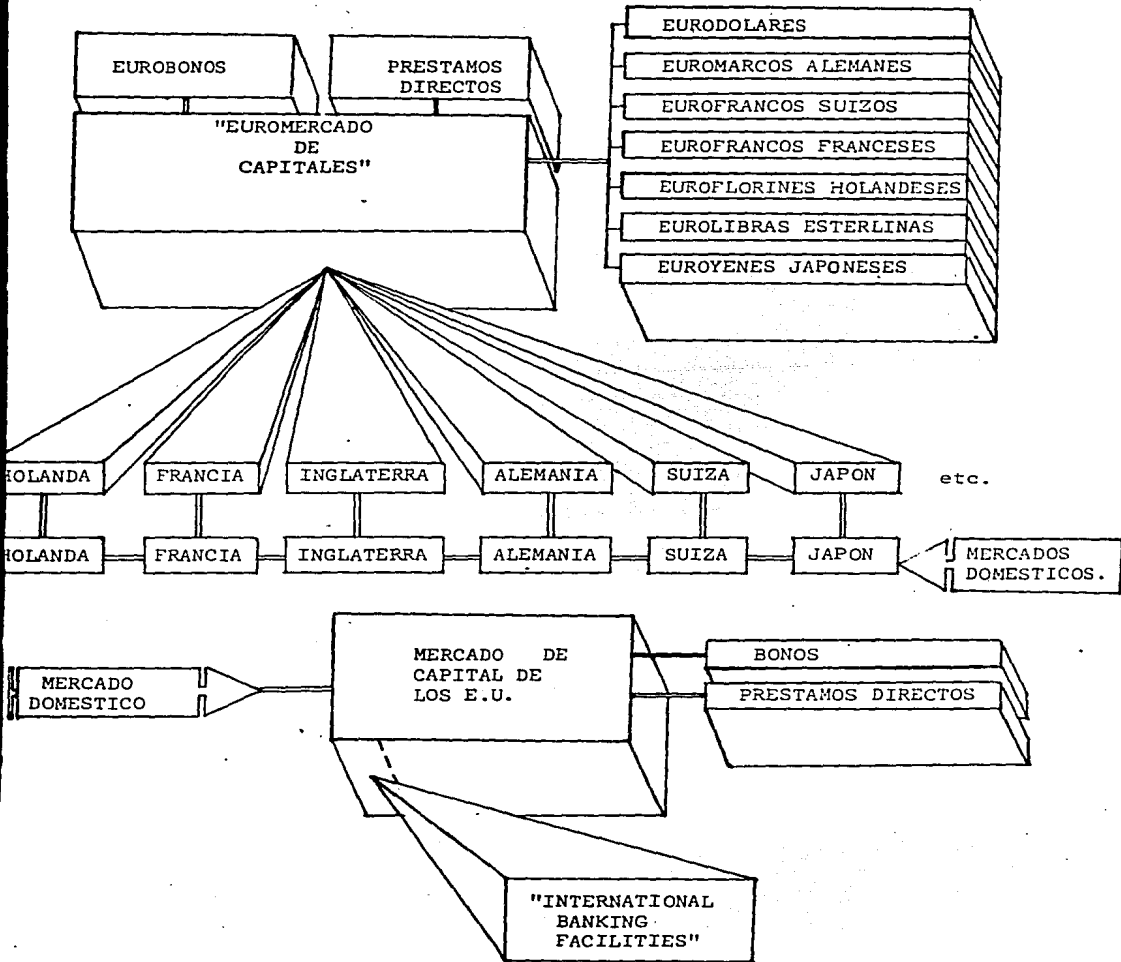 EUROBONOS
PRESTAMOS
DIRECTOS
"EUROMERCADO
DE
CAPITALES"
EURODOLARES
EUROMARCOS ALEMANES
EUROFRANCOS SUIZOS
EUROFRANCOS FRANCESES
EUROFLORINES HOLANDESES
EUROLIBRAS ESTERLINAS
EUROYENES JAPONESES
HOLANDA FRANCIA INGLATERRA ALEMANIA SUIZA JAPON etc.
HOLANDA FRANCIA INGLATERRA ALEMANIA SUIZA JAPON
MERCADOS
DOMESTICOS.
MERCADO
DOMESTICO
MERCADO DE
CAPITAL DE
LOS E.U.
BONOS
PRESTAMOS DIRECTOS
"INTERNATIONAL
BANKING
FACILITIES"